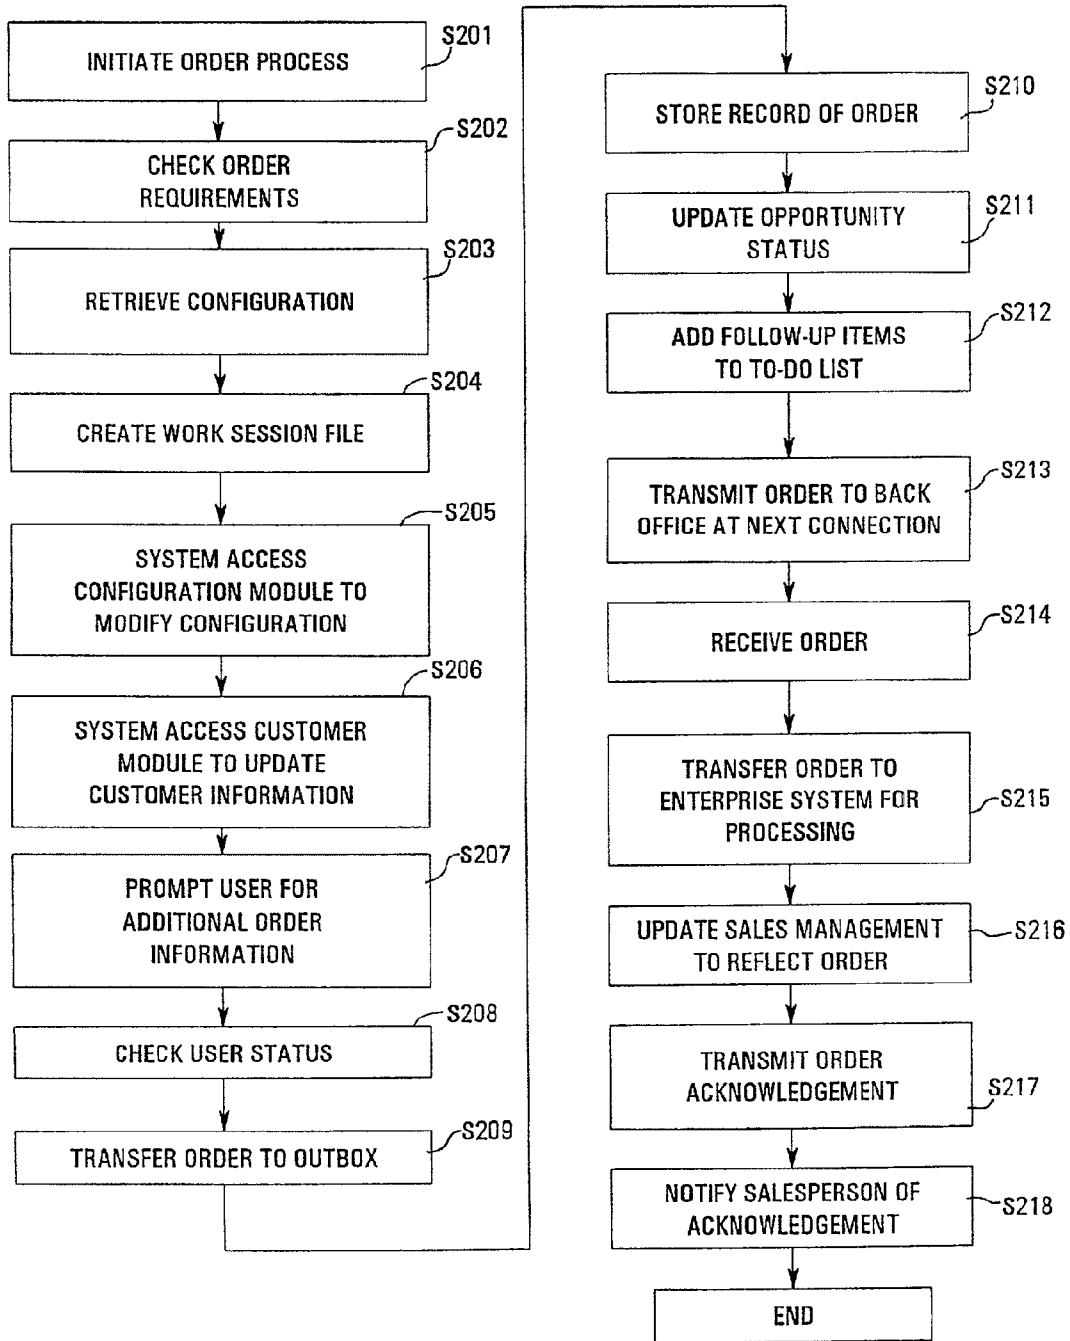 S201
INITIATE ORDER PROCESS
S202
CHECK ORDER
REQUIREMENTS
S203
RETRIEVE CONFIGURATION
S204
CREATE WORK SESSION FILE
S205
SYSTEM ACCESS
CONFIGURATION MODULE TO
MODIFY CONFIGURATION
S206
SYSTEM ACCESS CUSTOMER
MODULE TO UPDATE
CUSTOMER INFORMATION
S207
PROMPT USER FOR
ADDITIONAL ORDER
INFORMATION
S208
CHECK USER STATUS
S209
TRANSFER ORDER TO OUTBOX
S210
STORE RECORD OF ORDER
S211
UPDATE OPPORTUNITY
STATUS
S212
ADD FOLLOW-UP ITEMS
TO TO-DO LIST
S213
TRANSMIT ORDER TO BACK
OFFICE AT NEXT CONNECTION
S214
RECEIVE ORDER
TRANSFER ORDER TO
ENTERPRISE SYSTEM FOR
PROCESSING
S215
UPDATE SALES MANAGEMENT
TO REFLECT ORDER
S216
TRANSMIT ORDER
ACKNOWLEDGEMENT
S217
NOTIFY SALESPERSON OF
ACKNOWLEDGEMENT
S218
END